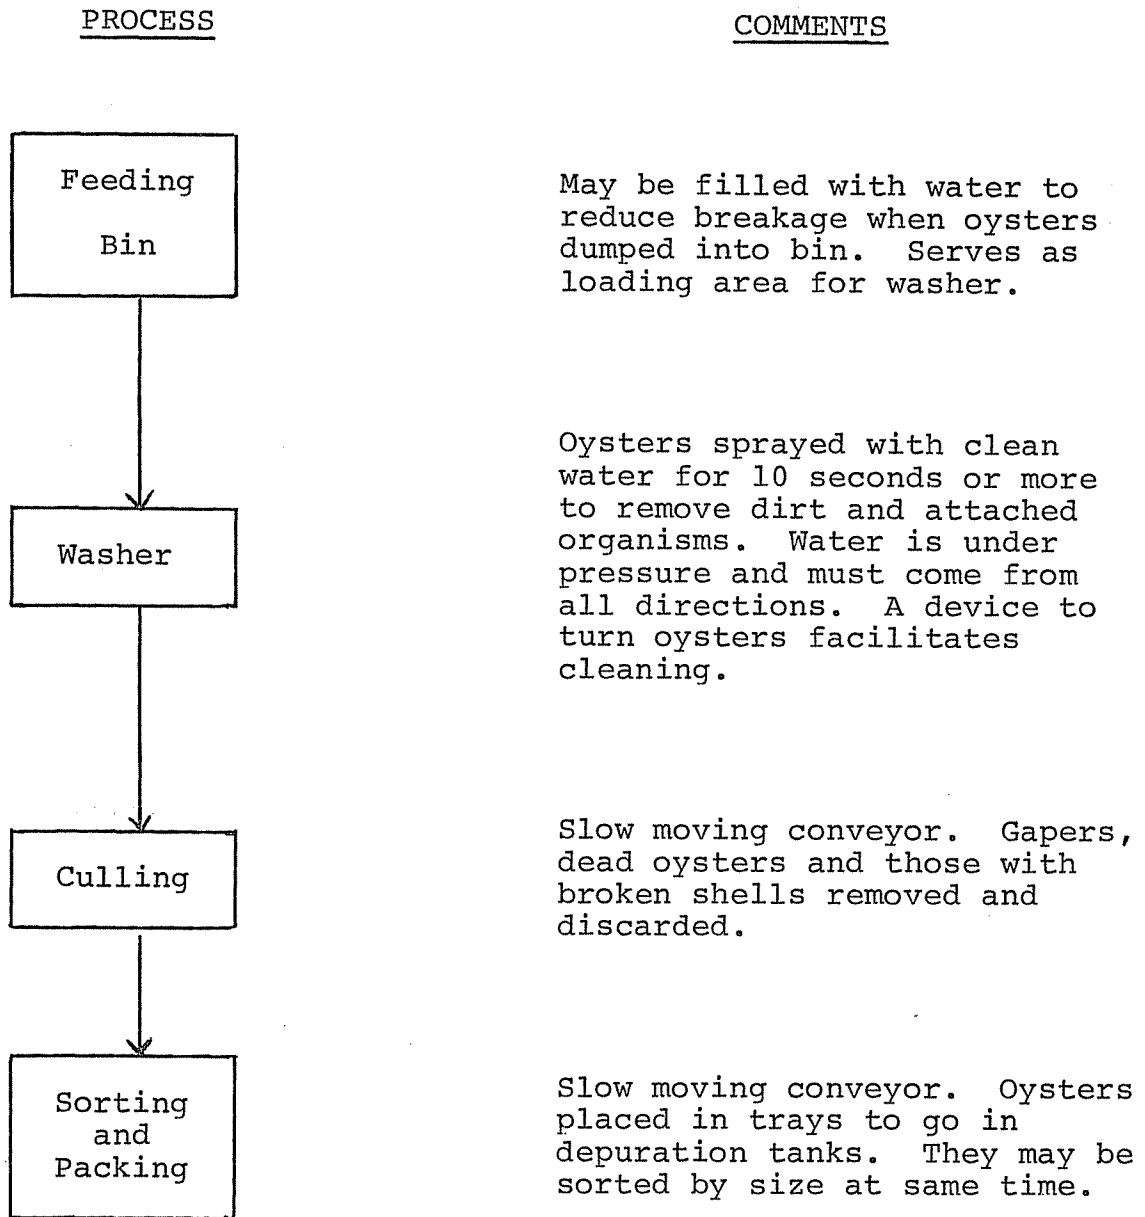 PROCESS
COMMENTS
Feeding
Bin
May be filled with water to
reduce breakage when oysters
dumped into bin.  Serves as
loading area for washer.
Washer
Oysters sprayed with clean
water for 10 seconds or more
to remove dirt and attached
organisms.  Water is under
pressure and must come from
all directions.  A device to
turn oysters facilitates
cleaning.
Culling
Slow moving conveyor.  Gapers,
dead oysters and those with
broken shells removed and
discarded.
Sorting
and
Packing
Slow moving conveyor.  Oysters
placed in trays to go in
depuration tanks.  They may be
sorted by size at same time.